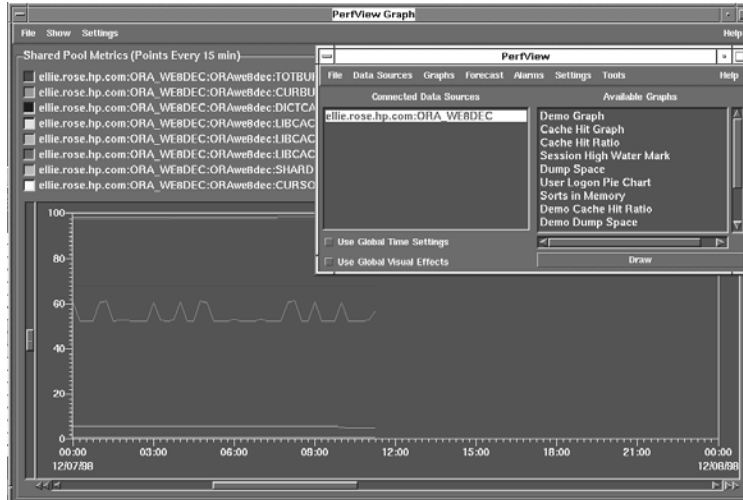 PerfView Graph
File Show Settings Help
Shared Pool Metrics (Points Every 15 min)
ellie.rose.hp.com:ORA_WE8DEC:ORAwe8dec:TOTBU
ellie.rose.hp.com:ORA_WE8DEC:ORAwe8dec:CURBU
ellie.rose.hp.com:ORA_WE8DEC:ORAwe8dec:DICTCA
ellie.rose.hp.com:ORA_WE8DEC:ORAwe8dec:LIBCAC
ellie.rose.hp.com:ORA_WE8DEC:ORAwe8dec:LIBCAC
ellie.rose.hp.com:ORA_WE8DEC:ORAwe8dec:LIBCAC
ellie.rose.hp.com:ORA_WE8DEC:ORAwe8dec:SHARD
ellie.rose.hp.com:ORA_WE8DEC:ORAwe8dec:CURSO
PerfView
File Data Sources Graphs Forecast Alarms Settings Tools Help
Connected Data Sources
ellie.rose.hp.com:ORA_WE8DEC
Use Global Time Settings
Use Global Visual Effects
Available Graphs
Demo Graph
Cache Hit Graph
Cache Hit Ratio
Session High Water Mark
Dump Space
User Logon Pie Chart
Sorts in Memory
Demo Cache Hit Ratio
Demo Dump Space
Draw
100
80
60
40
20
0
00:00 03:00 06:00 09:00 12:00 15:00 18:00 21:00 00:00
12/07/98 12/08/98